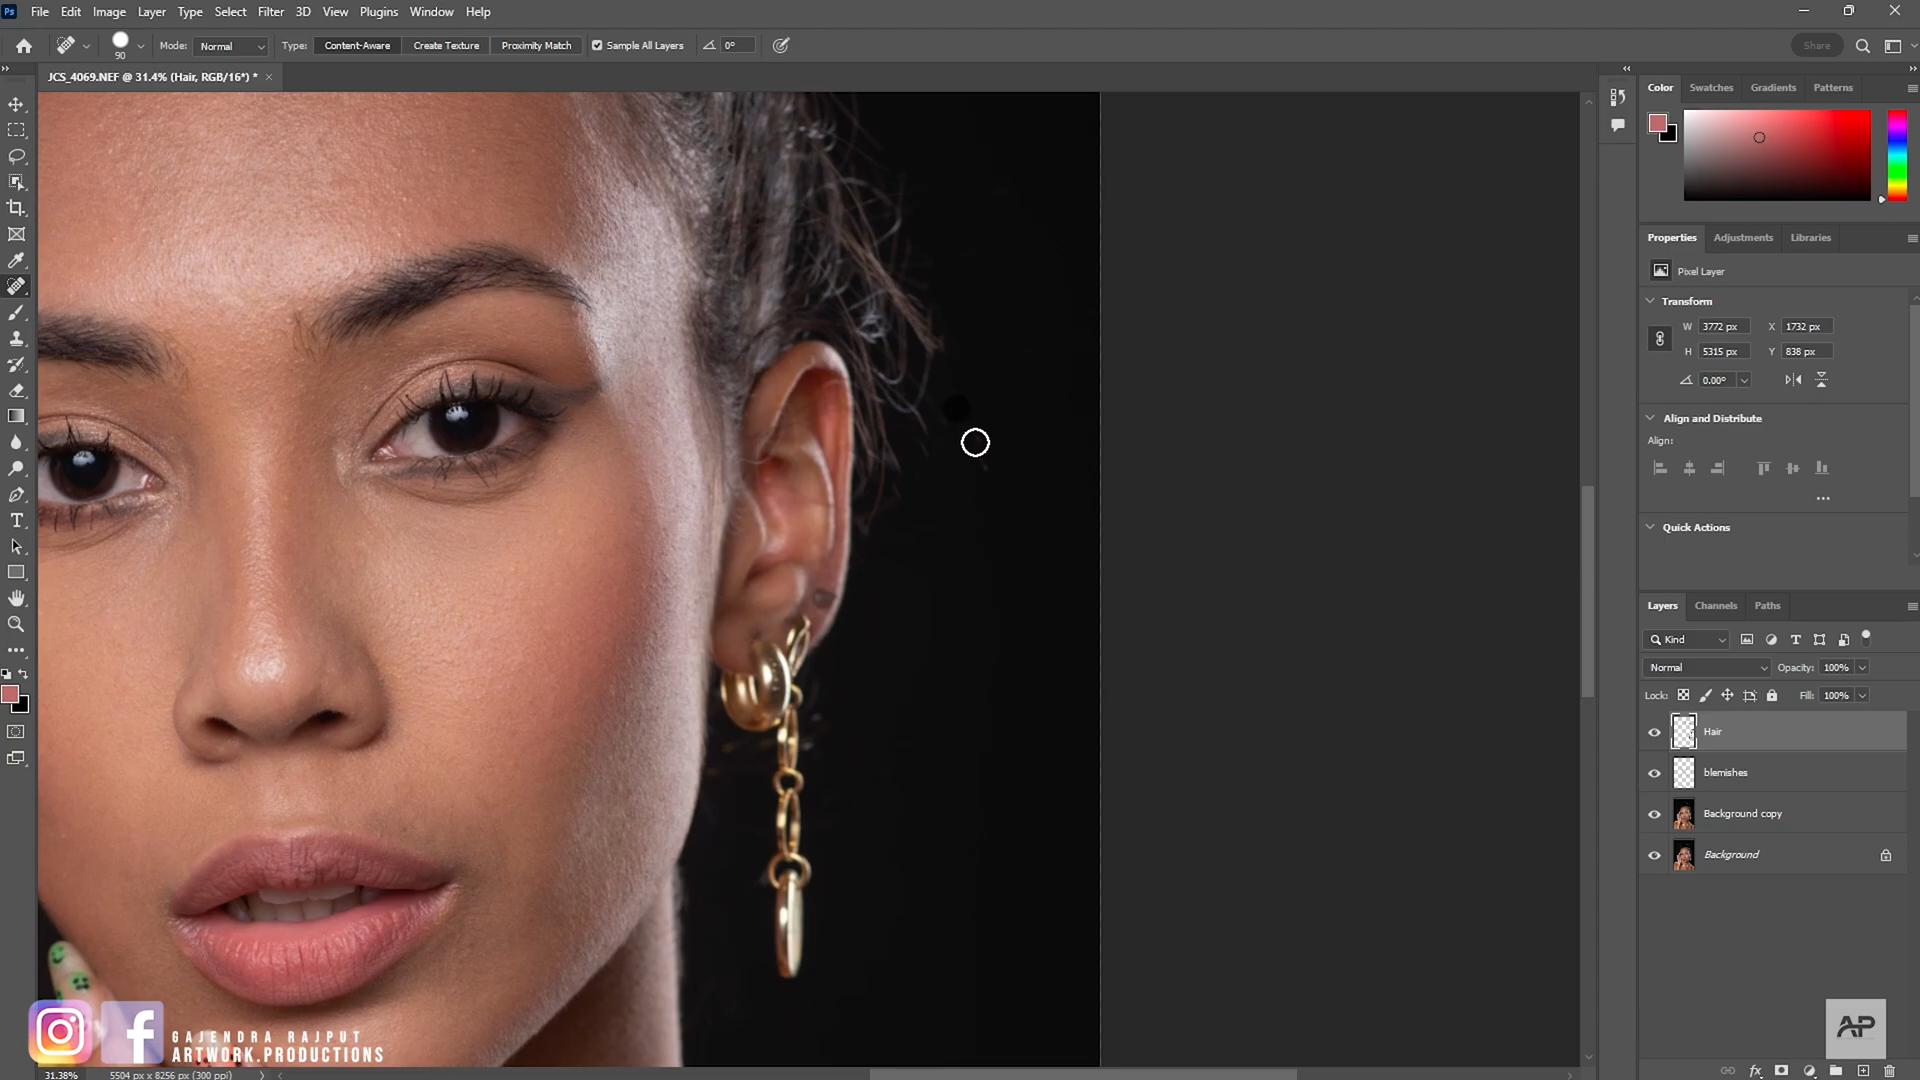 Ps File Edit Image Layer Type Select Filter 3D View Plugins Window Help
90 Mode: Normal Type: Content-Aware Create Texture Proximity Match Sample All Layers 0° Share
JCS_4069.NEF @ 31.4% (Hair, RGB/16*) * ×
Color Swatches Gradients Patterns
Properties Adjustments Libraries
Pixel Layer
Transform
W 3772 px X 1732 px
H 5315 px Y 838 px
0.00°
Align and Distribute
Align:
Quick Actions
Layers Channels Paths
Kind
Normal Opacity: 100%
Lock: Fill: 100%
Hair
blemishes
Background copy
Background
GAJENDRA RAJPUT
ARTWORK.PRODUCTIONS
AP
31.38% 5504 px x 8256 px (300 ppi)
fx